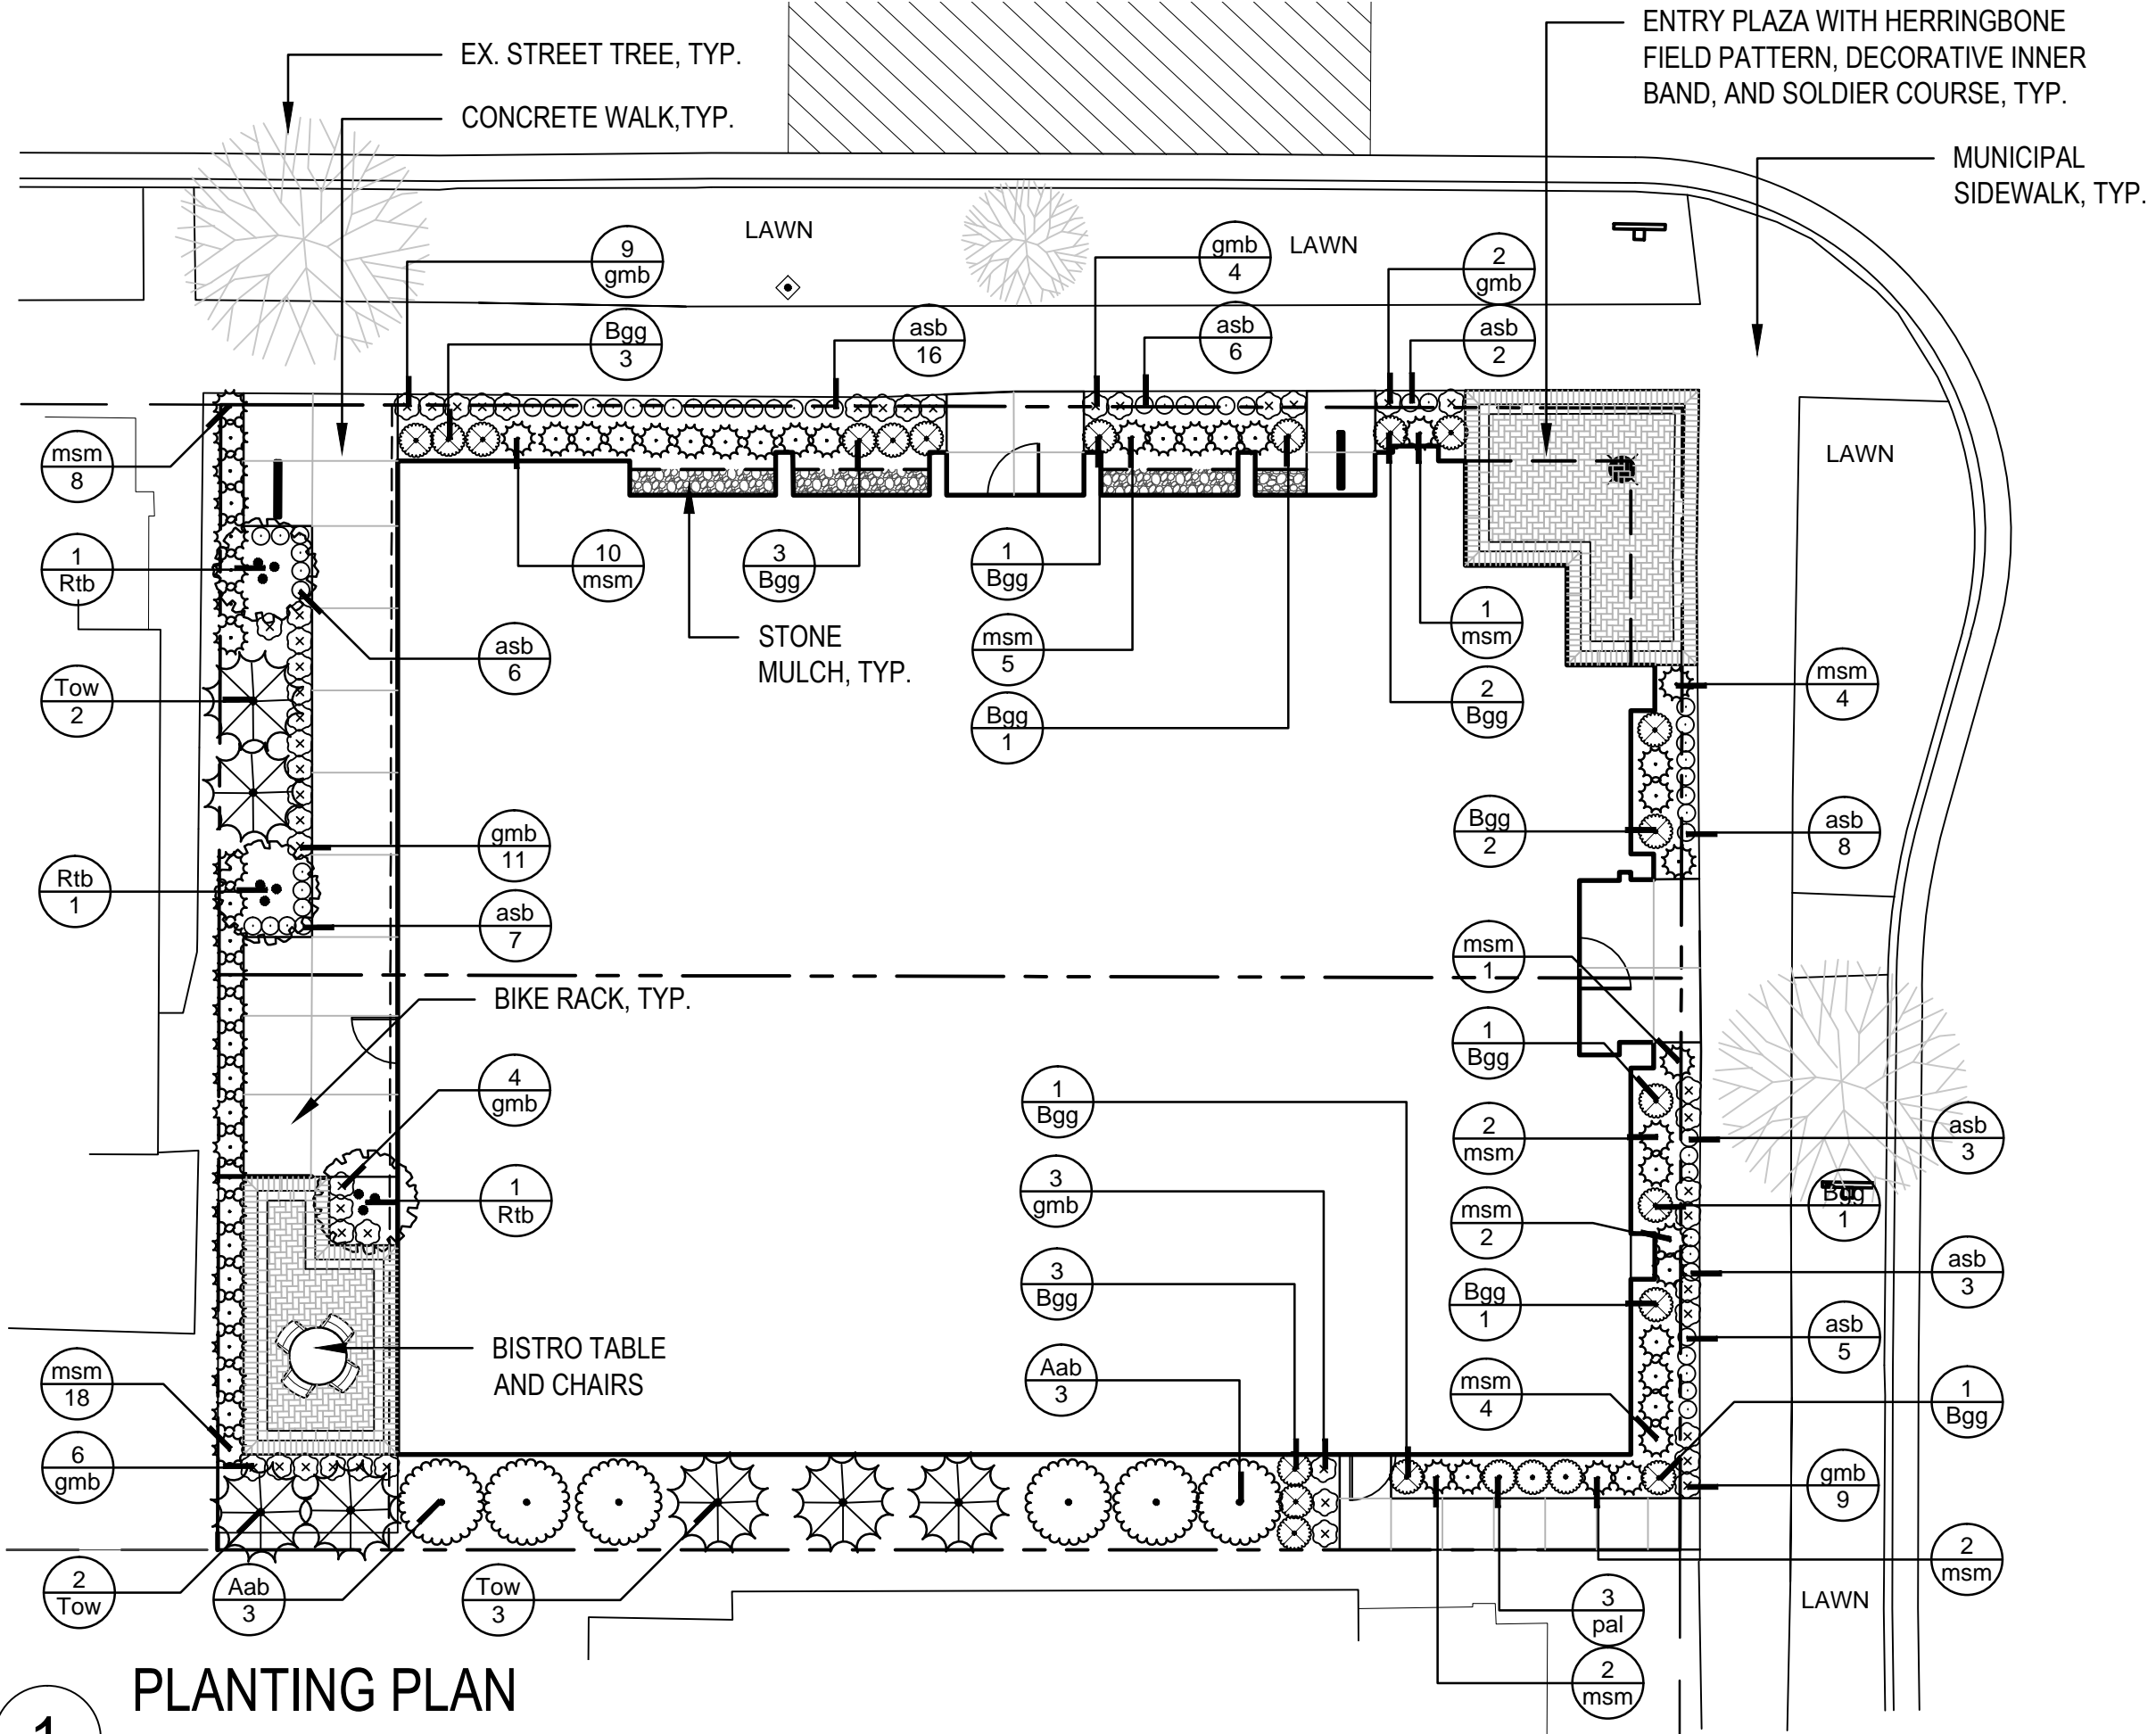 ENTRY PLAZA WITH HERRINGBONE
FIELD PATTERN, DECORATIVE INNER
BAND, AND SOLDIER COURSE, TYP.
EX. STREET TREE, TYP.
CONCRETE WALK,TYP.
MUNICIPAL
SIDEWALK, TYP.
LAWN
LAWN
9
gmb
gmb
4
2
gmb
Bgg
3
asb
16
asb
6
asb
2
msm
8
LAWN
1
Rtb
10
msm
3
Bgg
1
Bgg
1
msm
STONE
MULCH, TYP.
asb
6
msm
5
Tow
2
Bgg
1
2
Bgg
msm
4
gmb
11
Bgg
2
asb
8
Rtb
1
asb
7
msm
1
BIKE RACK, TYP.
1
Bgg
4
gmb
1
Bgg
2
msm
asb
3
1
Rtb
3
gmb
msm
2
Bgg
1
3
Bgg
Bgg
1
asb
3
BISTRO TABLE
AND CHAIRS
asb
5
msm
18
Aab
3
msm
4
1
Bgg
6
gmb
gmb
9
2
Tow
Aab
3
Tow
3
2
msm
3
pal
LAWN
2
msm
PLANTING PLAN
1